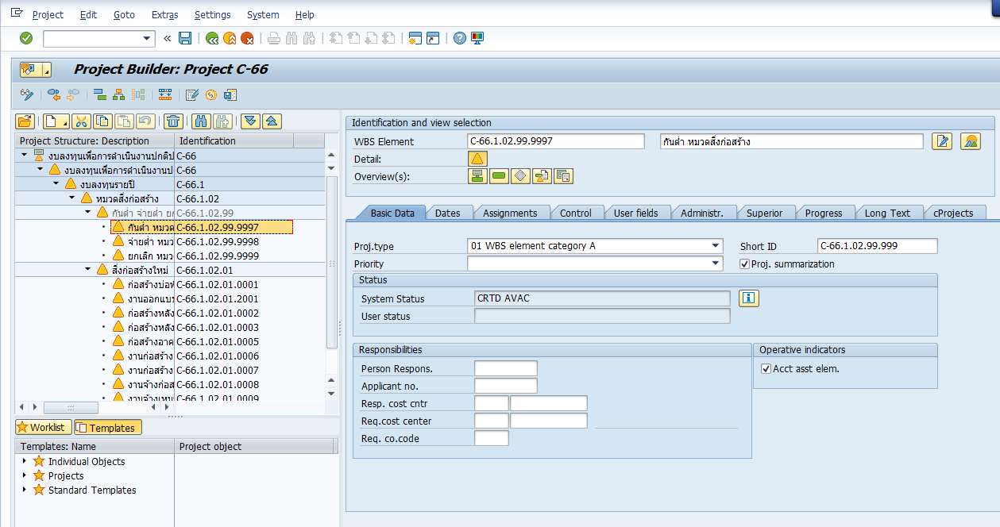 Project Edit Goto Extras Settings System Help
Project Builder: Project C-66
Project Structure: Description Identification
งบลงทุนเพื่อการดำเนินงานปกติป C-66
งบลงทุนเพื่อการดำเนินงานป C-66
งบลงทุนรายปี C-66.1
หมวดสิ่งก่อสร้าง C-66.1.02
กันต่ำ จ่ายต่ำ ยก C-66.1.02.99
กันต่ำ หมวด C-66.1.02.99.9997
จ่ายต่ำ หมว C-66.1.02.99.9998
ยกเลิก หมว C-66.1.02.99.9999
สิ่งก่อสร้างใหม่ C-66.1.02.01
ก่อสร้างบ่อพ C-66.1.02.01.0001
งานออกแบบ C-66.1.02.01.2001
ก่อสร้างหลัง C-66.1.02.01.0002
ก่อสร้างหลัง C-66.1.02.01.0003
ก่อสร้างอาค C-66.1.02.01.0005
งานก่อสร้าง C-66.1.02.01.0006
งานก่อสร้าง C-66.1.02.01.0007
งานจ้างก่อส C-66.1.02.01.0008
งานจ้างเหม C-66.1.02.01.0009
Worklist Templates
Templates: Name Project object
Individual Objects
Projects
Standard Templates
Identification and view selection
WBS Element C-66.1.02.99.9997 กันต่ำ หมวดสิ่งก่อสร้าง
Detail:
Overview(s):
Basic Data Dates Assignments Control User fields Administr. Superior Progress Long Text cProjects
Proj.type 01 WBS element category A Short ID C-66.1.02.99.999
Priority Proj. summarization
Status
System Status CRTD AVAC
User status
Responsibilities Operative indicators
Person Respons. Acct asst elem.
Applicant no.
Resp. cost cntr
Req.cost center
Req. co.code